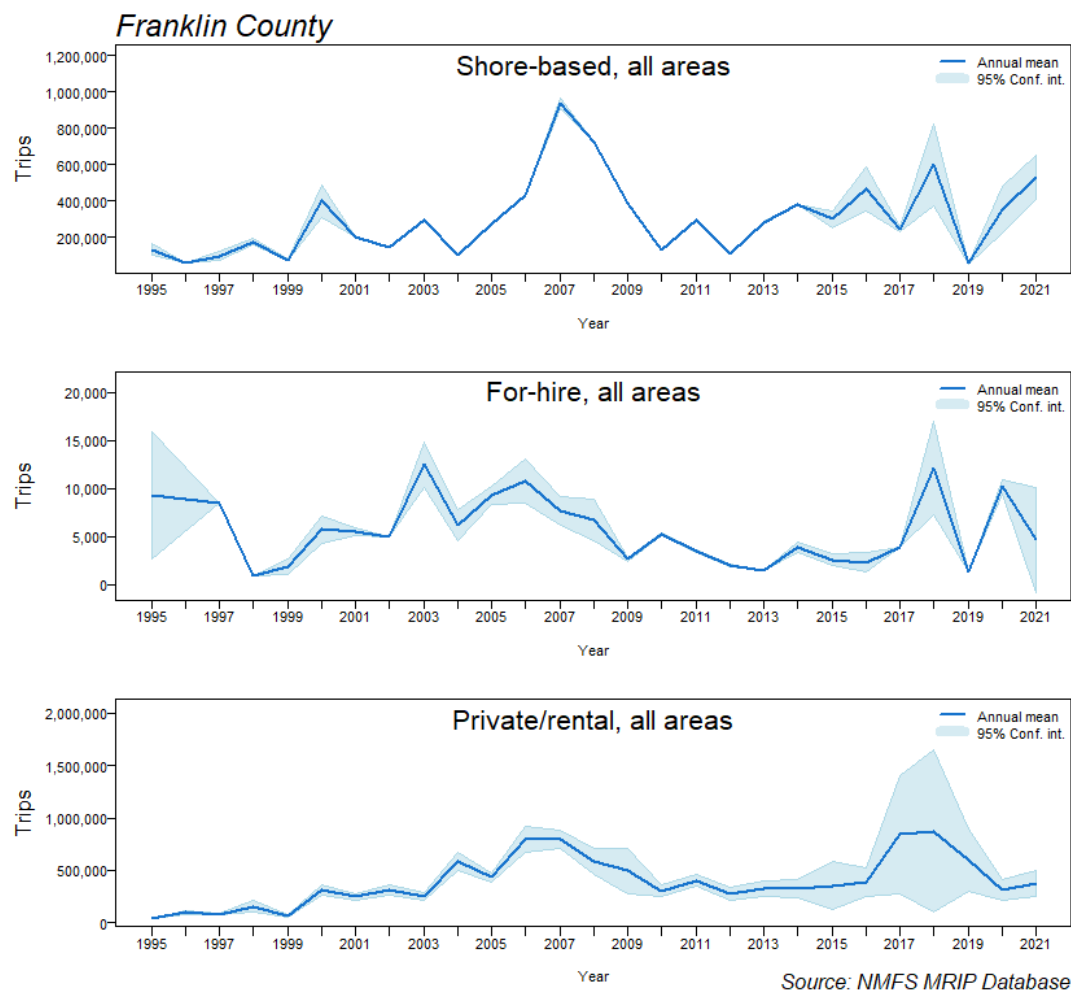 Franklin County
Shore-based, all areas
Annual mean
95% Conf. int.
Trips
1,200,000
1,000,000
800,000
600,000
400,000
200,000
1995 1997 1999 2001 2003 2005 2007 2009 2011 2013 2015 2017 2019 2021
Year
For-hire, all areas
Annual mean
95% Conf. int.
Trips
20,000
15,000
10,000
5,000
0
1995 1997 1999 2001 2003 2005 2007 2009 2011 2013 2015 2017 2019 2021
Year
Private/rental, all areas
Annual mean
95% Conf. int.
Trips
2,000,000
1,500,000
1,000,000
500,000
0
1995 1997 1999 2001 2003 2005 2007 2009 2011 2013 2015 2017 2019 2021
Year
Source: NMFS MRIP Database